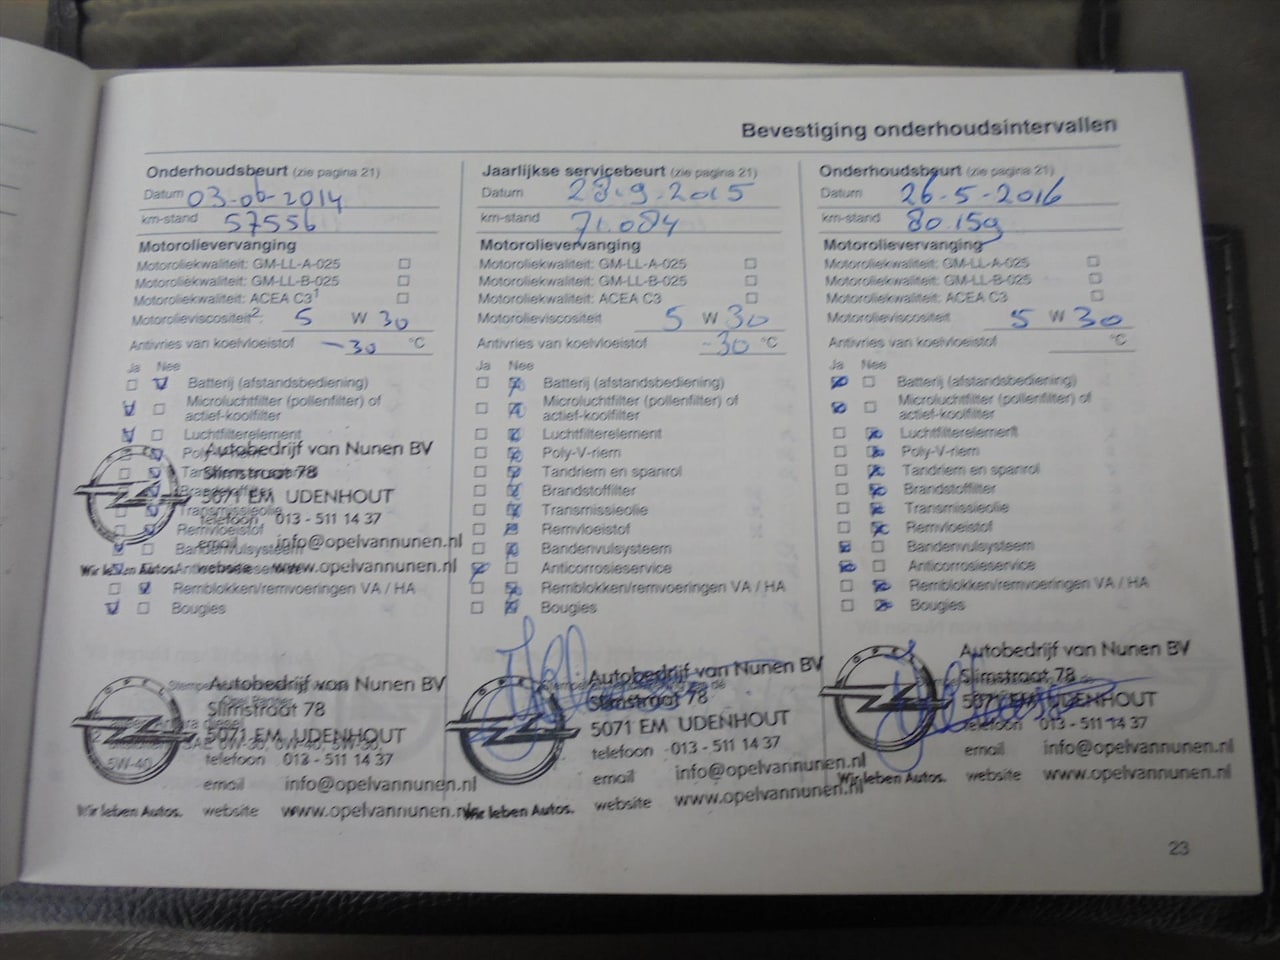 Bevestiging onderhoudsintervallen
Onderhoudsbeurt (zie pagina 21)
Datum 03-06-2014
km-stand 57556
Motorolievervanging
Motoroliekwaliteit: GM-LL-A-025
Motoroliekwaliteit: GM-LL-B-025
Motoroliekwaliteit: ACEA C3¹
Motorolieviscositeit²: 5 W 30
Antivries van koelvloeistof -30 °C
Ja Nee
Batterij (afstandsbediening)
Microluchtfilter (pollenfilter) of
actief-koolfilter
Luchtfilterelement
Poly-V-riem
Brandstoffilter
Transmissieolie
Remvloeistof
Bandenvulsysteem
Remblokken/remvoeringen VA / HA
Bougies
Autobedrijf van Nunen BV
Slimstraat 78
5071 EM UDENHOUT
telefoon 013 - 511 14 37
email info@opelvannunen.nl
Wir leben Autos. website www.opelvannunen.nl
OPEL
Autobedrijf van Nunen BV
Slimstraat 78
5071 EM UDENHOUT
telefoon 013 - 511 14 37
5W-40
email info@opelvannunen.nl
Wir leben Autos. website www.opelvannunen.nl
Jaarlijkse servicebeurt (zie pagina 21)
Datum 28-9-2015
km-stand 71.084
Motorolievervanging
Motoroliekwaliteit: GM-LL-A-025
Motoroliekwaliteit: GM-LL-B-025
Motoroliekwaliteit: ACEA C3
Motorolieviscositeit 5 W 30
Antivries van koelvloeistof -30 °C
Ja Nee
Batterij (afstandsbediening)
Microluchtfilter (pollenfilter) of
actief-koolfilter
Luchtfilterelement
Poly-V-riem
Tandriem en spanrol
Brandstoffilter
Transmissieolie
Remvloeistof
Bandenvulsysteem
Anticorrosieservice
Remblokken/remvoeringen VA / HA
Bougies
OPEL
Autobedrijf van Nunen BV
Slimstraat 78
5071 EM UDENHOUT
telefoon 013 - 511 14 37
email info@opelvannunen.nl
Wir leben Autos. website www.opelvannunen.nl
Onderhoudsbeurt (zie pagina 21)
Datum 26-5-2016
km-stand 80.159
Motorolievervanging
Motoroliekwaliteit: GM-LL-A-025
Motoroliekwaliteit: GM-LL-B-025
Motoroliekwaliteit: ACEA C3
Motorolieviscositeit 5 W 30
Antivries van koelvloeistof °C
Ja Nee
Batterij (afstandsbediening)
Microluchtfilter (pollenfilter) of
actief-koolfilter
Luchtfilterelement
Poly-V-riem
Tandriem en spanrol
Brandstoffilter
Transmissieolie
Remvloeistof
Bandenvulsysteem
Anticorrosieservice
Remblokken/remvoeringen VA / HA
Bougies
OPEL
Autobedrijf van Nunen BV
Slimstraat 78
5071 EM UDENHOUT
telefoon 013 - 511 14 37
email info@opelvannunen.nl
Wir leben Autos. website www.opelvannunen.nl
23